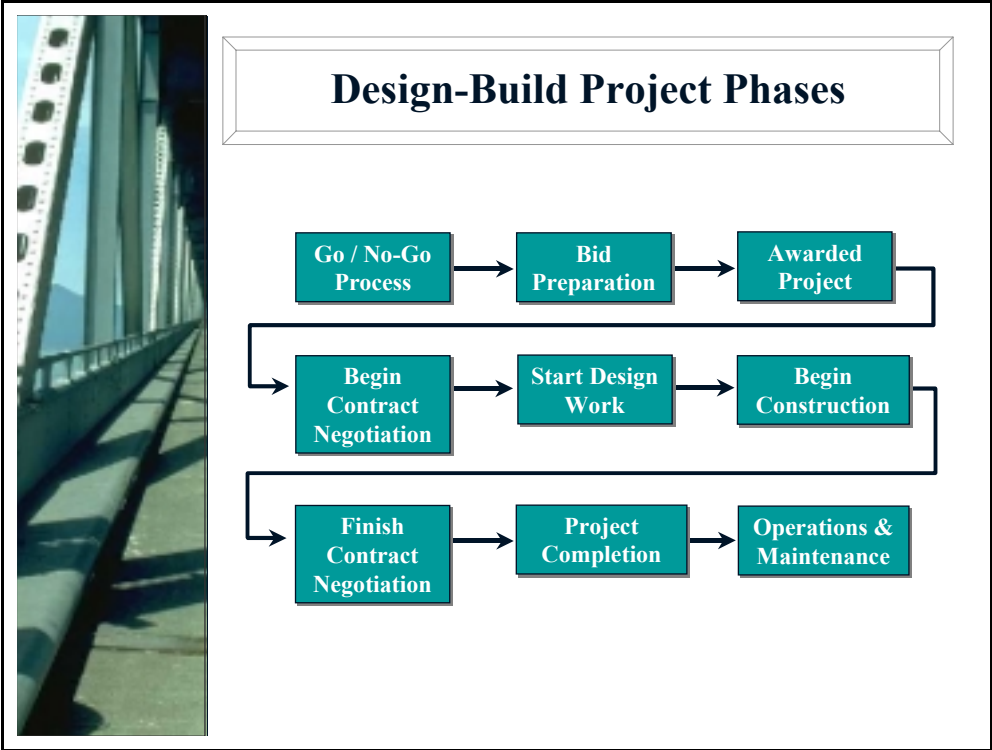 Design-Build Project Phases
Go / No-Go
Process
Bid
Preparation
Awarded
Project
Begin
Contract
Negotiation
Start Design
Work
Begin
Construction
Finish
Contract
Negotiation
Project
Completion
Operations &
Maintenance